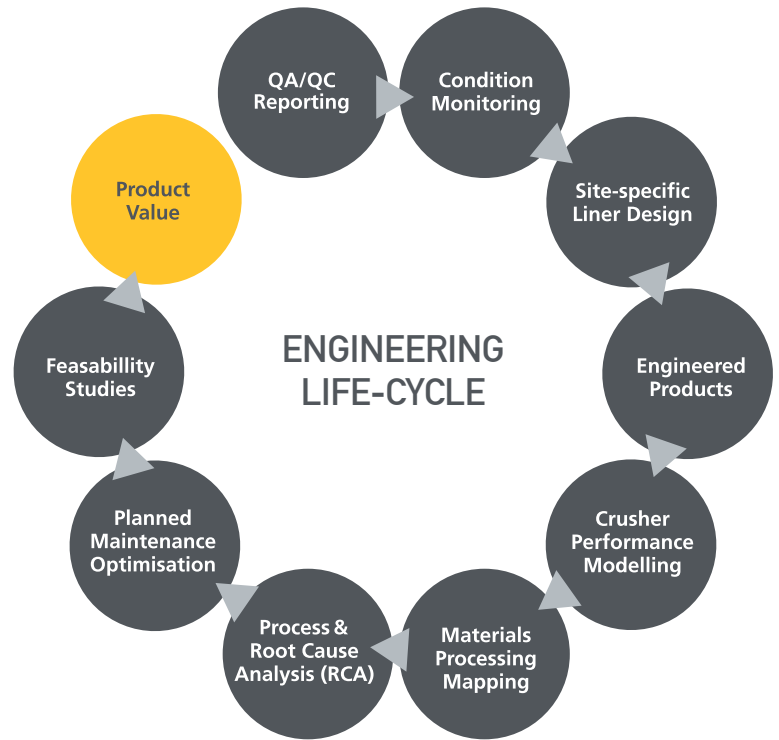 QA/QC
Reporting
Condition
Monitoring
Site-specific
Liner Design
Engineered
Products
Crusher
Performance
Modelling
Materials
Processing
Mapping
Process &
Root Cause
Analysis (RCA)
Planned
Maintenance
Optimisation
Feasabillity
Studies
Product
Value
ENGINEERING
LIFE-CYCLE